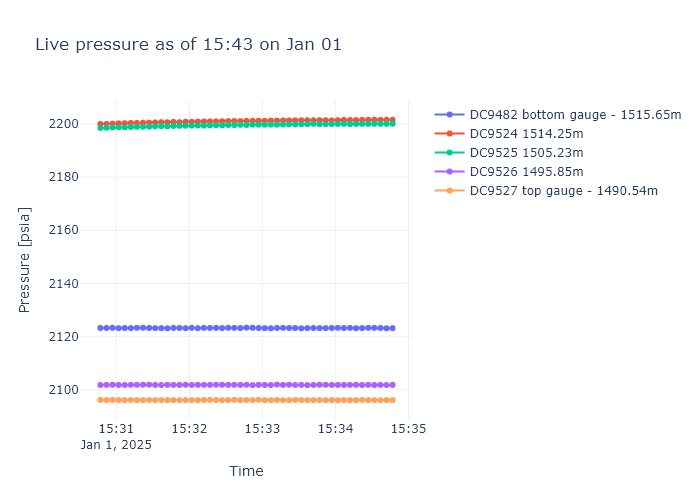 Live pressure as of 15:43 on Jan 01
DC9482 bottom gauge - 1515.65m
DC9524 1514.25m
DC9525 1505.23m
DC9526 1495.85m
DC9527 top gauge - 1490.54m
Pressure [psia]
2200
2180
2160
2140
2120
2100
15:31 15:32 15:33 15:34 15:35
Jan 1, 2025
Time